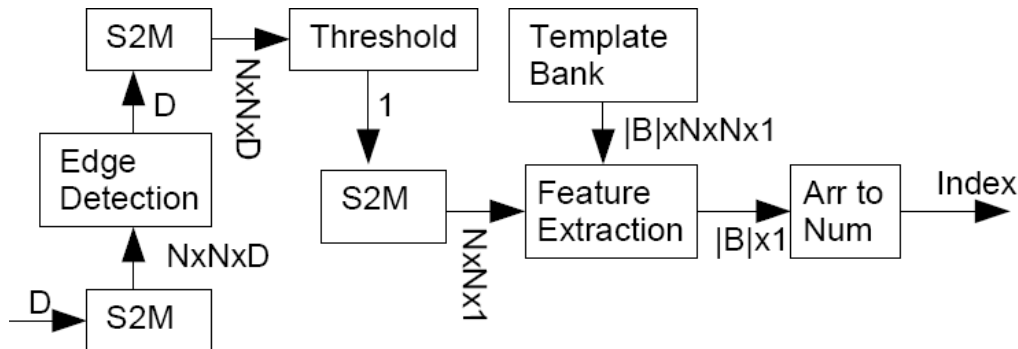 D
S2M
NxNxD
Edge
Detection
D
S2M
NxNxD
Threshold
1
S2M
NxNx1
Template
Bank
|B|xNxNx1
Feature
Extraction
|B|x1
Arr to
Num
Index